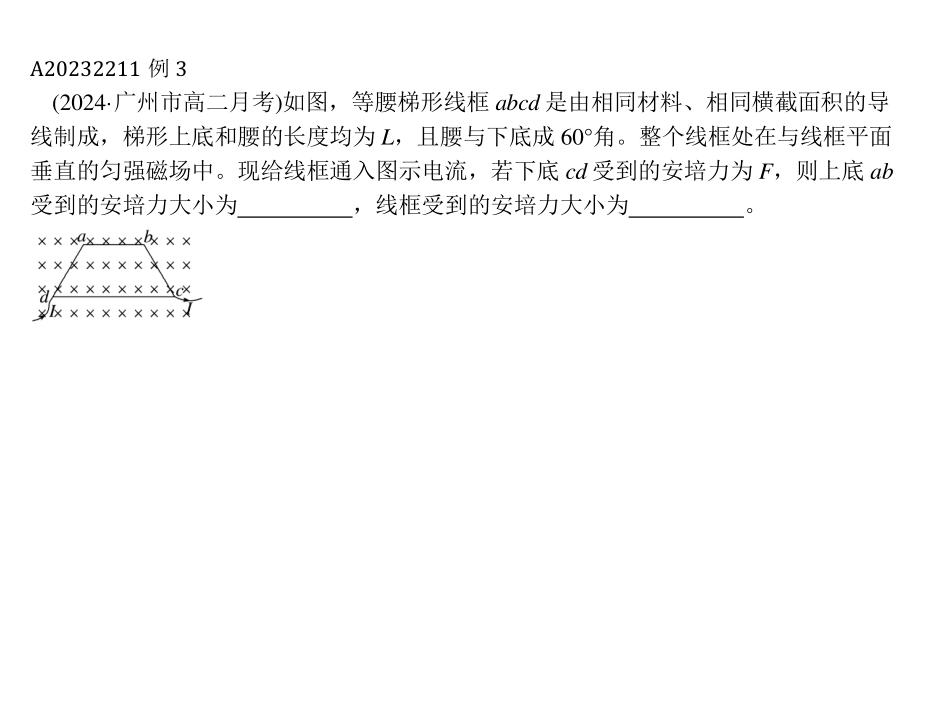 A20232211 例 3
(2024·广州市高二月考)如图，等腰梯形线框 abcd 是由相同材料、相同横截面积的导
线制成，梯形上底和腰的长度均为 L，且腰与下底成 60°角。整个线框处在与线框平面
垂直的匀强磁场中。现给线框通入图示电流，若下底 cd 受到的安培力为 F，则上底 ab
受到的安培力大小为__________，线框受到的安培力大小为__________。
× × × a × × × × b × × ×
× × × × × × × × × ×
× × × × × × × × × ×
d c
× I × × × × × × × × × I